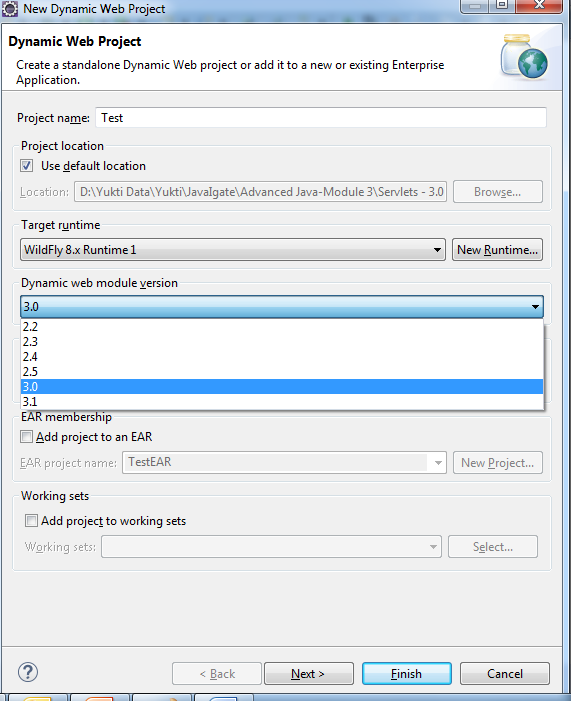 New Dynamic Web Project
Dynamic Web Project
Create a standalone Dynamic Web project or add it to a new or existing Enterprise
Application.
Project name: Test
Project location
Use default location
Location: D:\Yukti Data\Yukti\JavaIgate\Advanced Java-Module 3\Servlets - 3.0 Browse...
Target runtime
WildFly 8.x Runtime 1 New Runtime...
Dynamic web module version
3.0
2.2
2.3
2.4
2.5
3.0
3.1
EAR membership
Add project to an EAR
EAR project name: TestEAR New Project...
Working sets
Add project to working sets
Working sets: Select...
? < Back Next > Finish Cancel